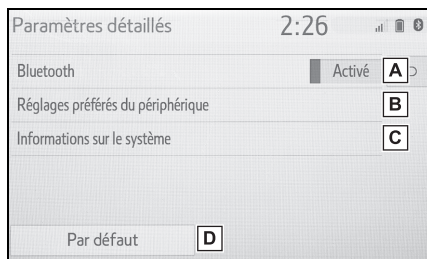 Paramètres détaillés 2:26
Bluetooth Activé A
Réglages préférés du périphérique B
Informations sur le système C
Par défaut D